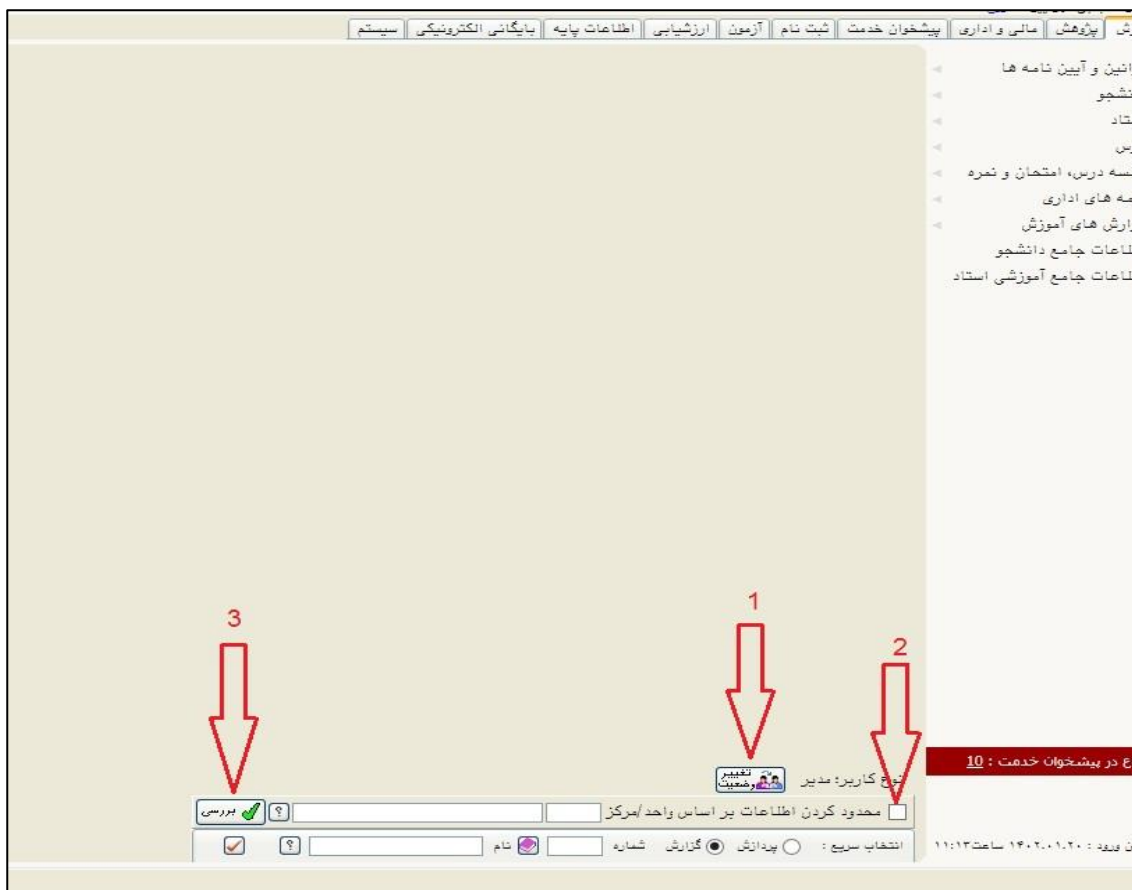 پژوهش مالی و اداری پیشخوان خدمت ثبت نام آزمون ارزشیابی اطلاعات پایه بایگانی الکترونیکی سیستم
انین و آیین نامه ها
نشجو
تاد
رس
سه درس، امتحان و نمره
مه های اداری
ارش های آموزش
لاعات جامع دانشجو
لاعات جامع آموزشی استاد
1
2
3
ع در پیشخوان خدمت : 10
نوع کاربر: مدیر تغییر وضعیت
محدود کردن اطلاعات بر اساس واحد/مرکز ؟ بررسی
انتخاب سریع : پردازش گزارش شماره نام ؟
ن ورود : ۱۴۰۲.۰۱.۲۰ ساعت ۱۱:۱۳